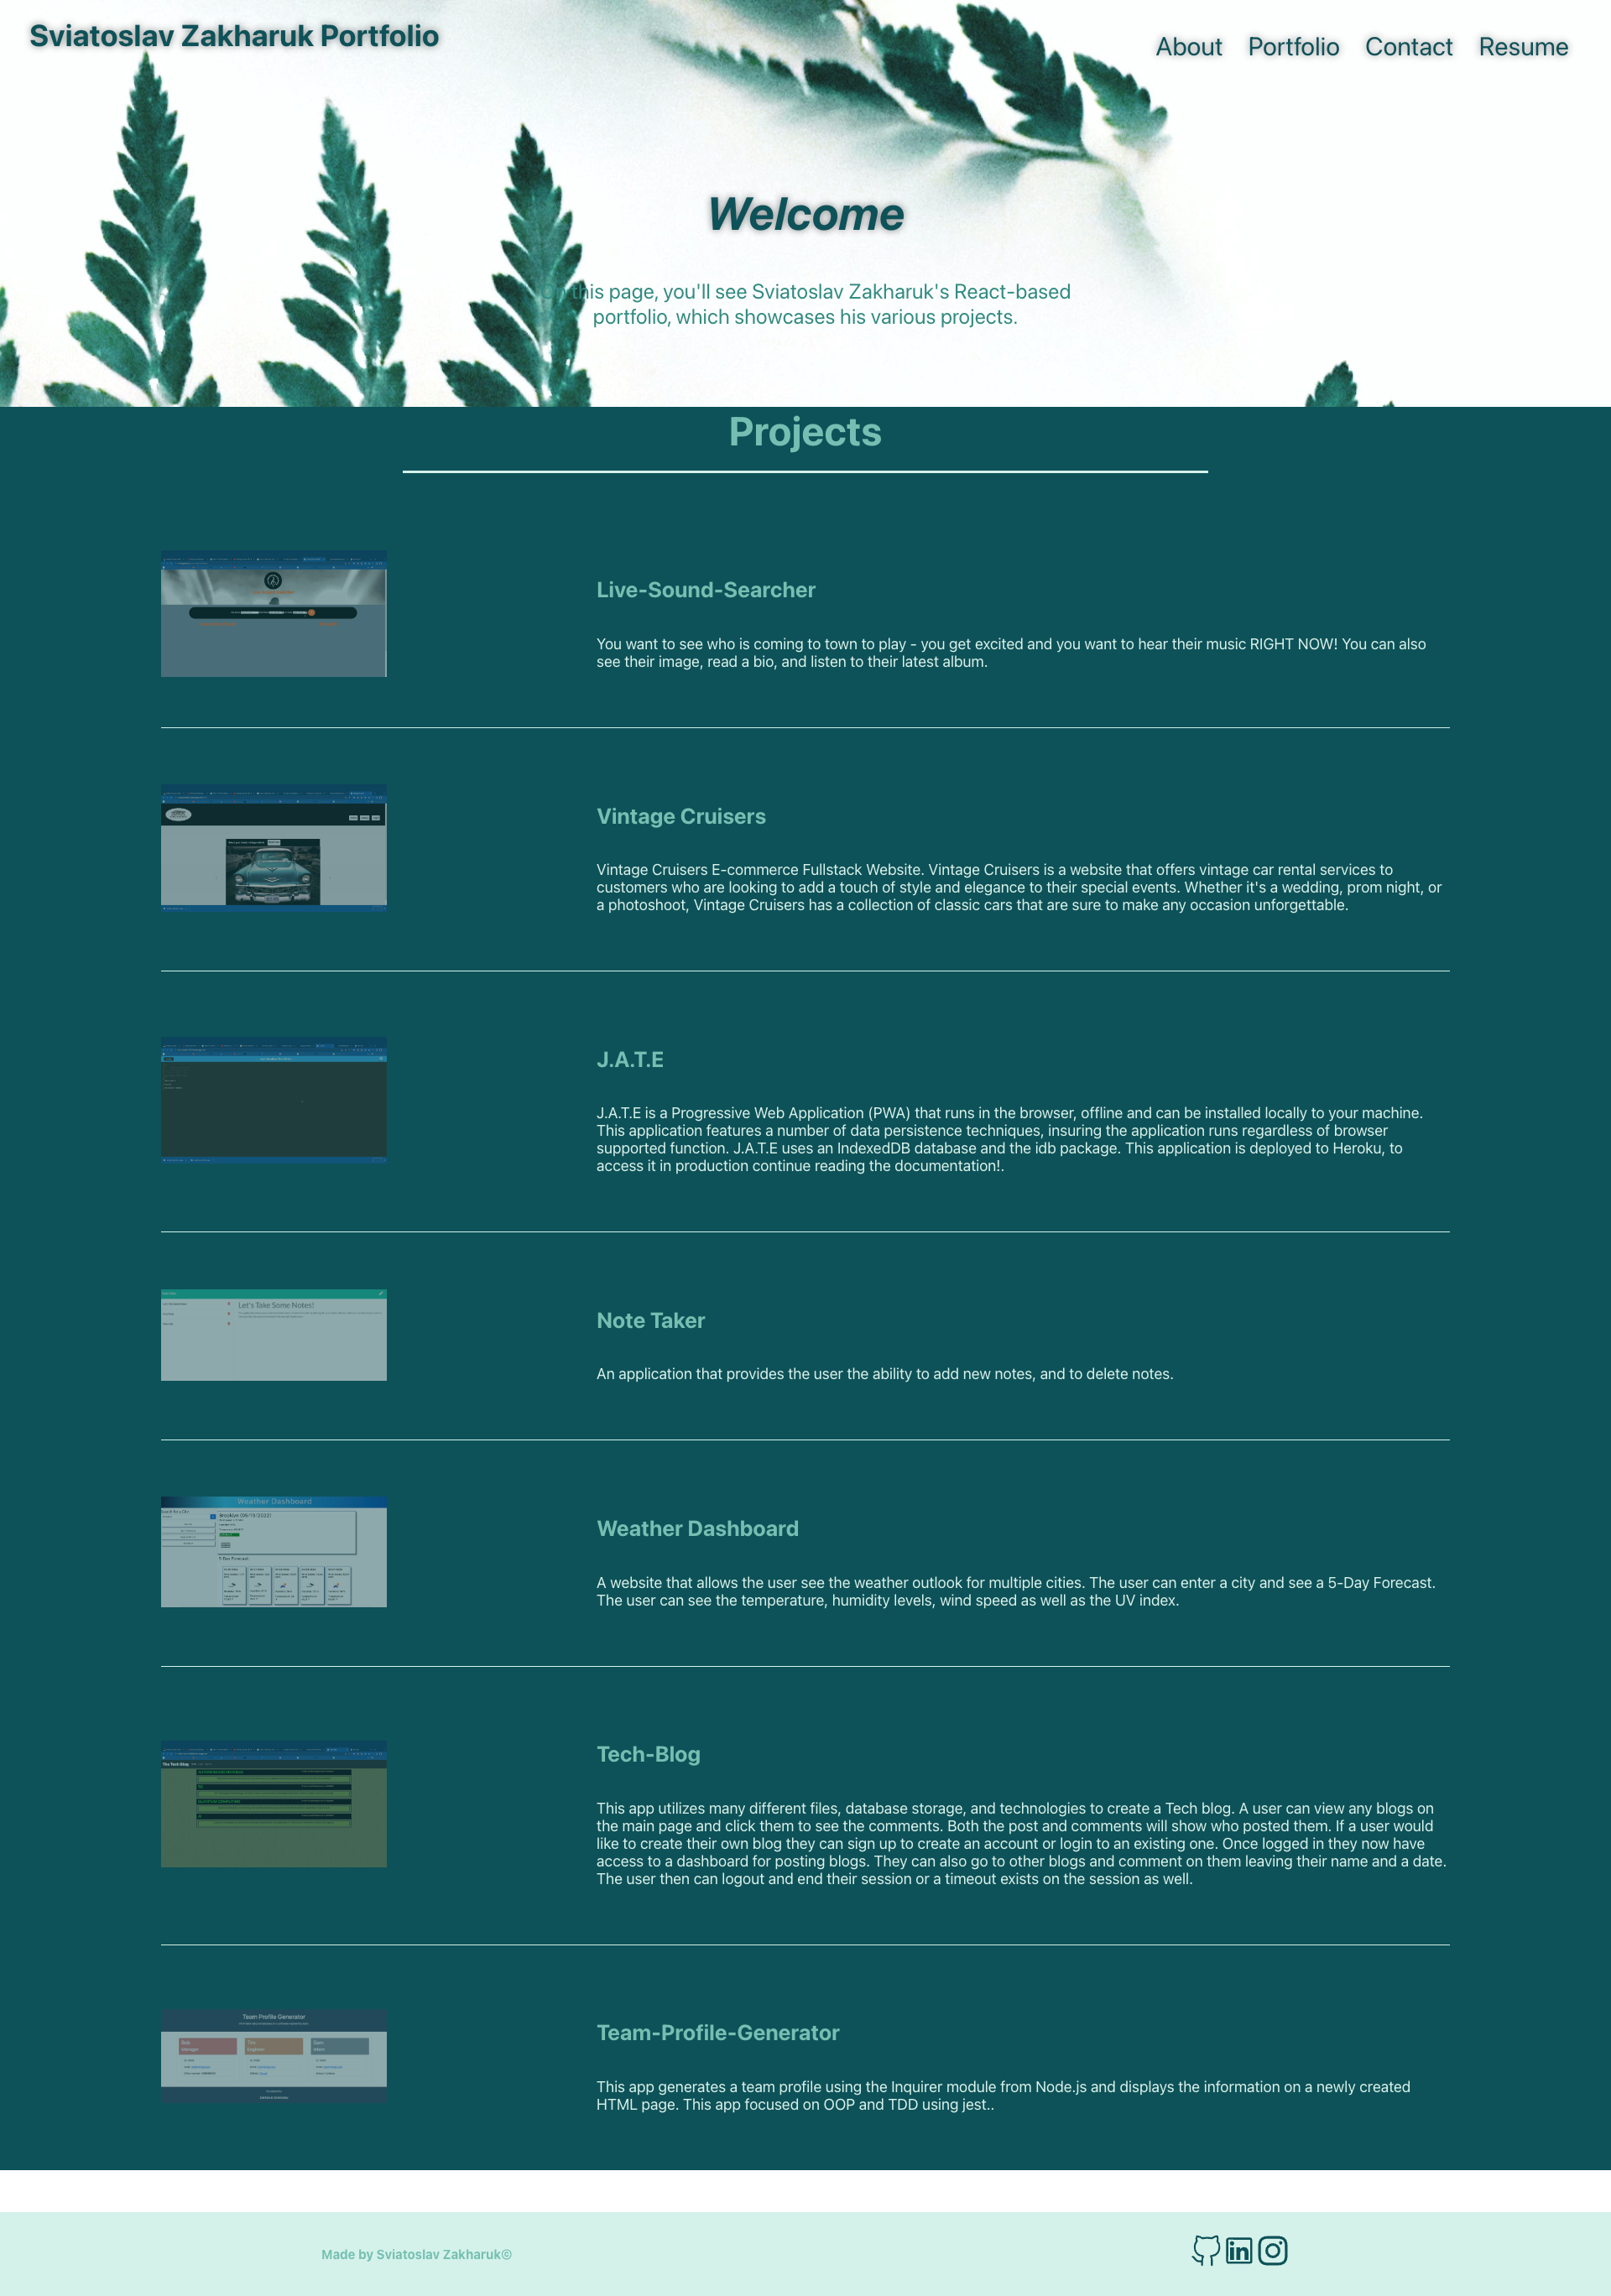 Sviatoslav Zakharuk Portfolio
About Portfolio Contact Resume
Welcome
this page, you'll see Sviatoslav Zakharuk's React-based
portfolio, which showcases his various projects.
Projects
Live-Sound-Searcher
You want to see who is coming to town to play - you get excited and you want to hear their music RIGHT NOW! You can also
see their image, read a bio, and listen to their latest album.
Vintage Cruisers
Vintage Cruisers E-commerce Fullstack Website. Vintage Cruisers is a website that offers vintage car rental services to
customers who are looking to add a touch of style and elegance to their special events. Whether it's a wedding, prom night, or
a photoshoot, Vintage Cruisers has a collection of classic cars that are sure to make any occasion unforgettable.
J.A.T.E
J.A.T.E is a Progressive Web Application (PWA) that runs in the browser, offline and can be installed locally to your machine.
This application features a number of data persistence techniques, insuring the application runs regardless of browser
supported function. J.A.T.E uses an IndexedDB database and the idb package. This application is deployed to Heroku, to
access it in production continue reading the documentation!.
Let's Take Some Notes!
Note Taker
An application that provides the user the ability to add new notes, and to delete notes.
Weather Dashboard
Weather Dashboard
A website that allows the user see the weather outlook for multiple cities. The user can enter a city and see a 5-Day Forecast.
The user can see the temperature, humidity levels, wind speed as well as the UV index.
The Tech Blog
Tech-Blog
This app utilizes many different files, database storage, and technologies to create a Tech blog. A user can view any blogs on
the main page and click them to see the comments. Both the post and comments will show who posted them. If a user would
like to create their own blog they can sign up to create an account or login to an existing one. Once logged in they now have
access to a dashboard for posting blogs. They can also go to other blogs and comment on them leaving their name and a date.
The user then can logout and end their session or a timeout exists on the session as well.
Team Profile Generator
Team-Profile-Generator
This app generates a team profile using the Inquirer module from Node.js and displays the information on a newly created
HTML page. This app focused on OOP and TDD using jest..
Made by Sviatoslav Zakharuk©
in